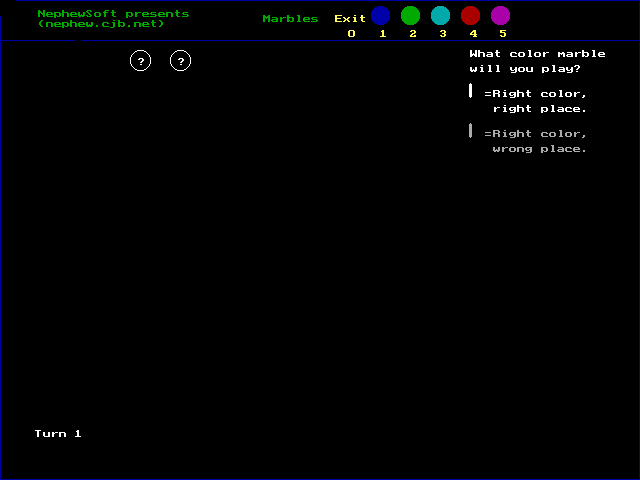 NephewSoft presents
(nephew.cjb.net)
Marbles
Exit
0 1 2 3 4 5
? ?
What color marble
will you play?
=Right color,
right place.
=Right color,
wrong place.
Turn 1